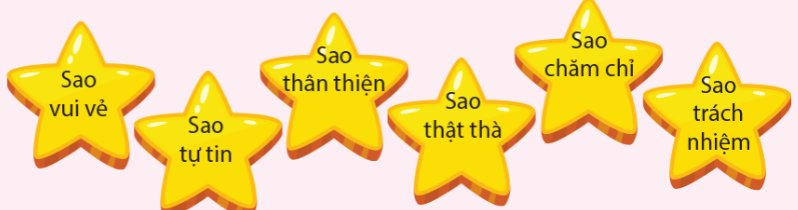 Sao
vui vẻ
Sao
tự tin
Sao
thân thiện
Sao
thật thà
Sao
chăm chỉ
Sao
trách
nhiệm